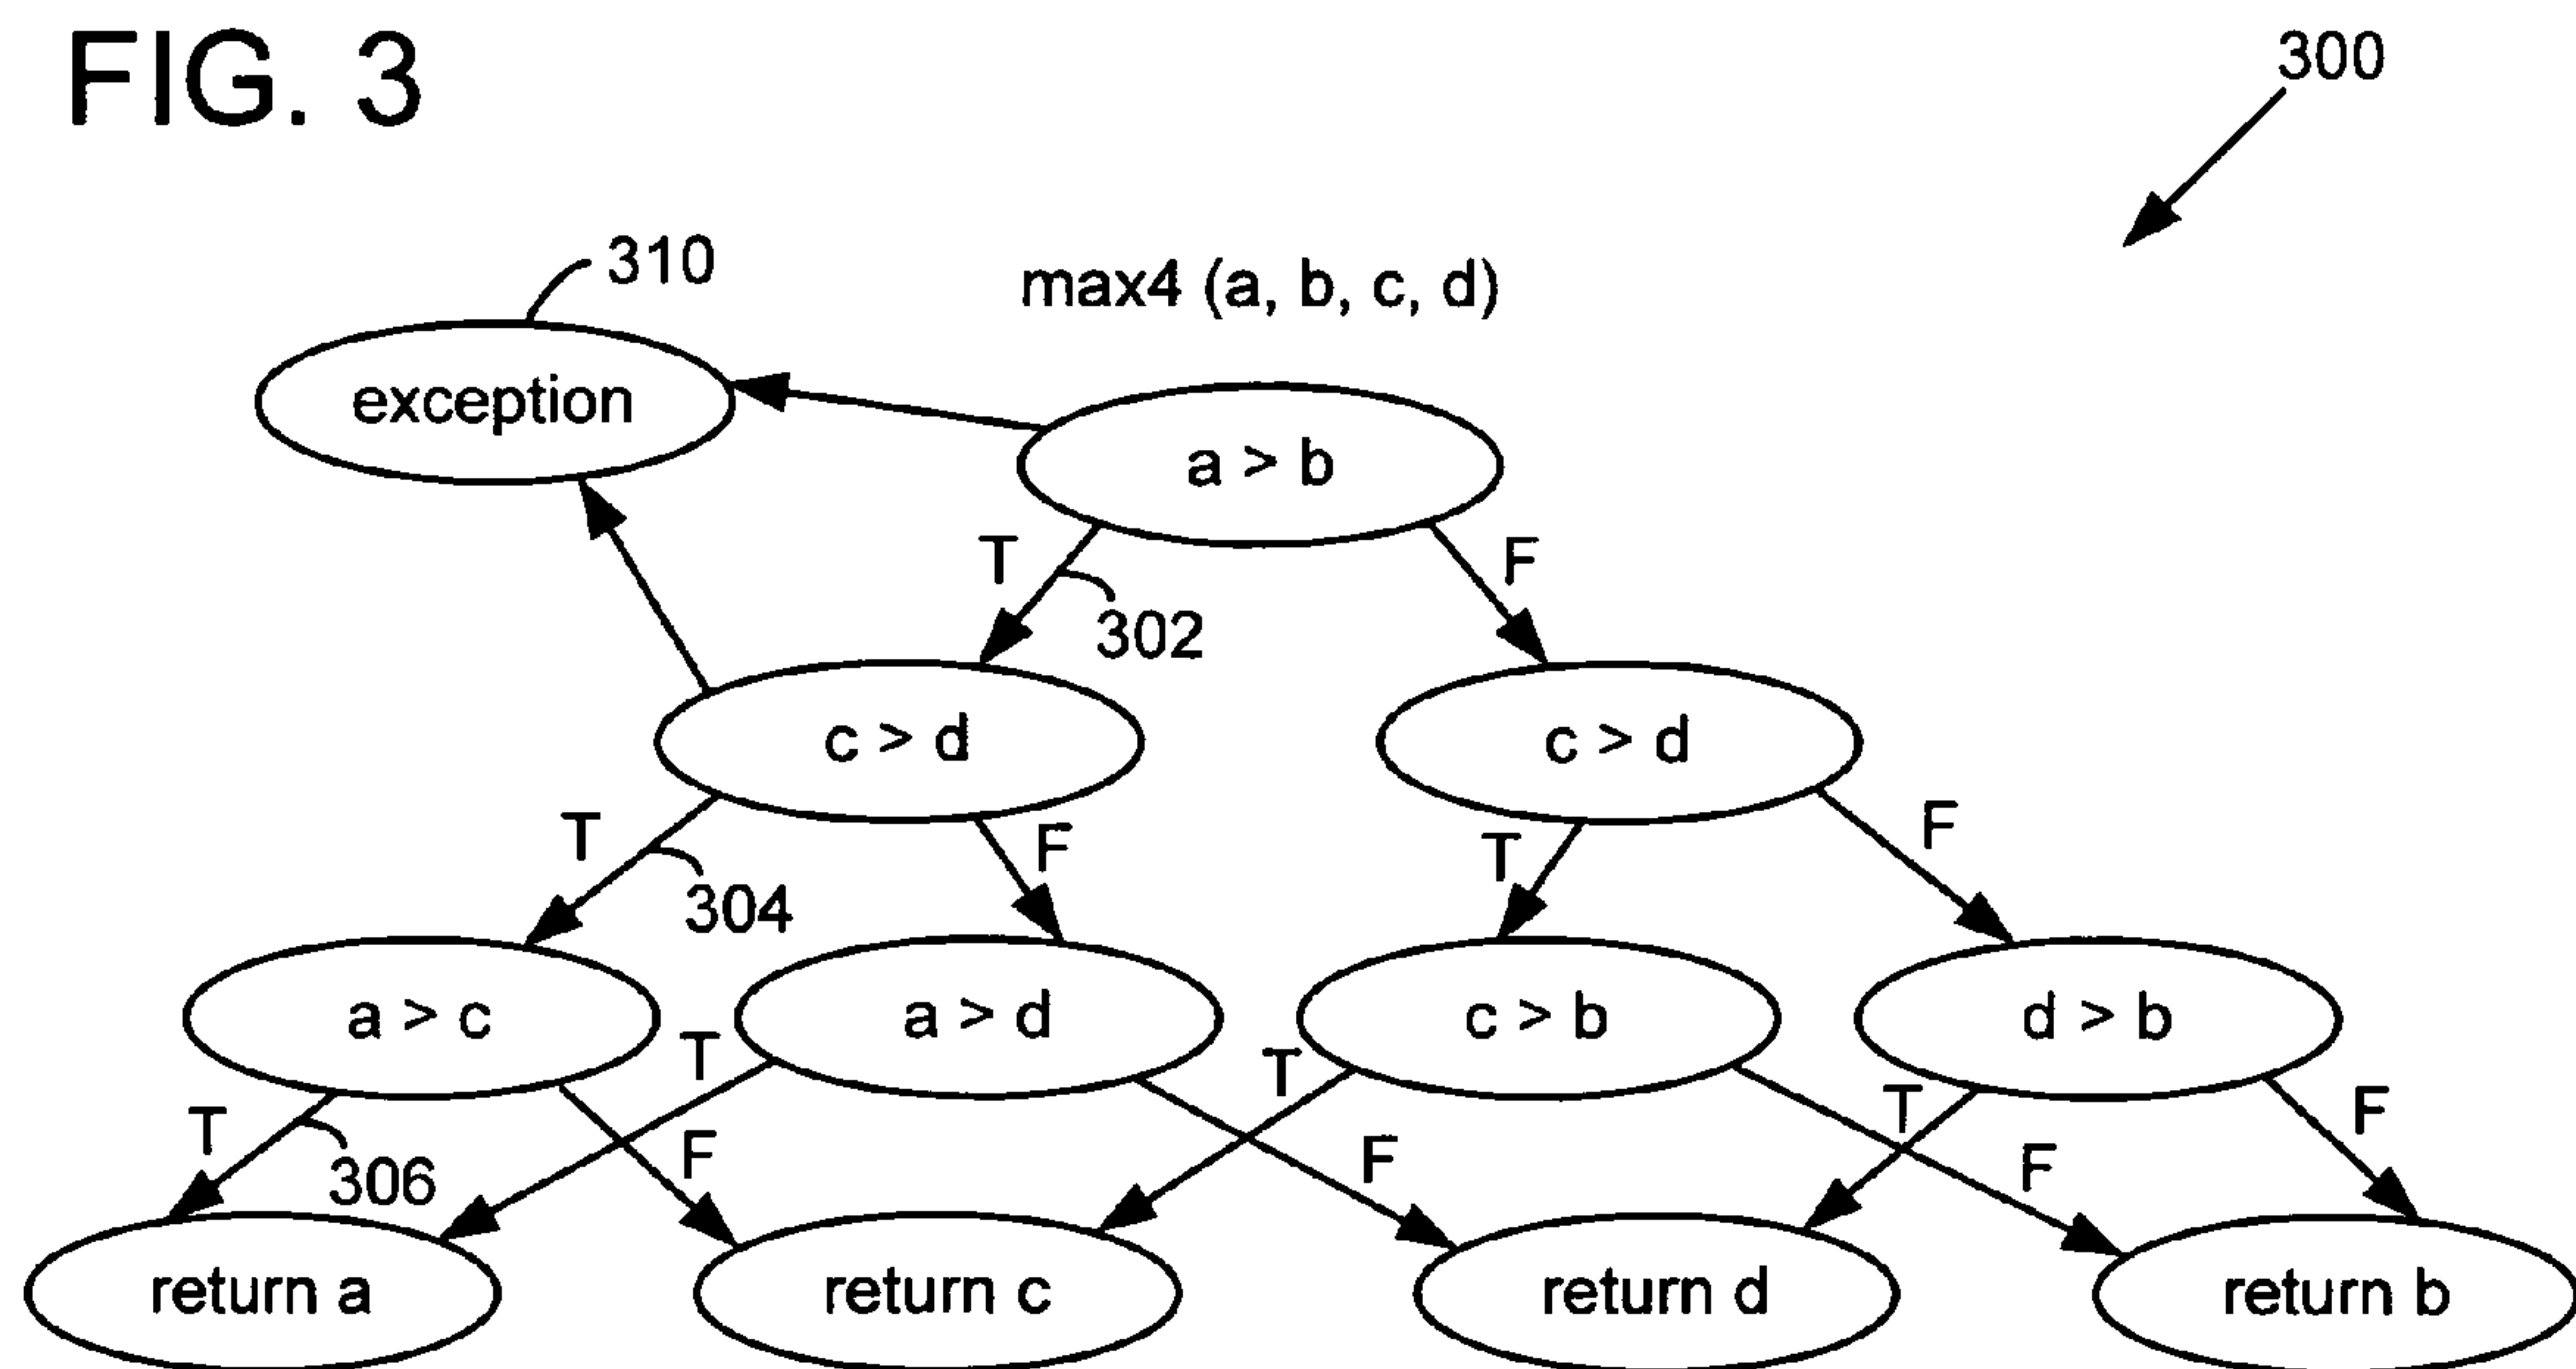 FIG. 3
300
310
max4 (a, b, c, d)
exception
a > b
T
F
302
c > d
c > d
T
F
T
F
304
a > c
a > d
c > b
d > b
T
T
T
T
F
306
F
F
F
return a
return c
return d
return b